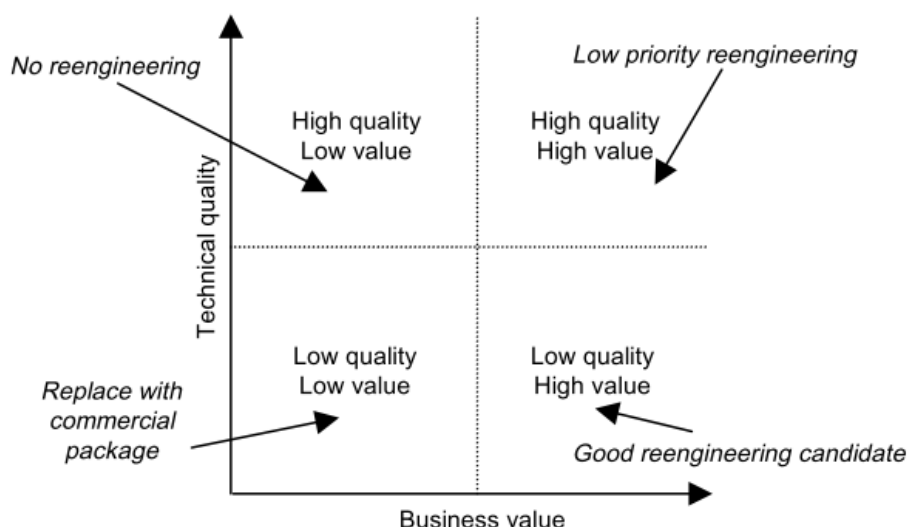 No reengineering
Low priority reengineering
High quality
Low value
High quality
High value
Technical quality
Low quality
Low value
Low quality
High value
Replace with
commercial
package
Good reengineering candidate
Business value